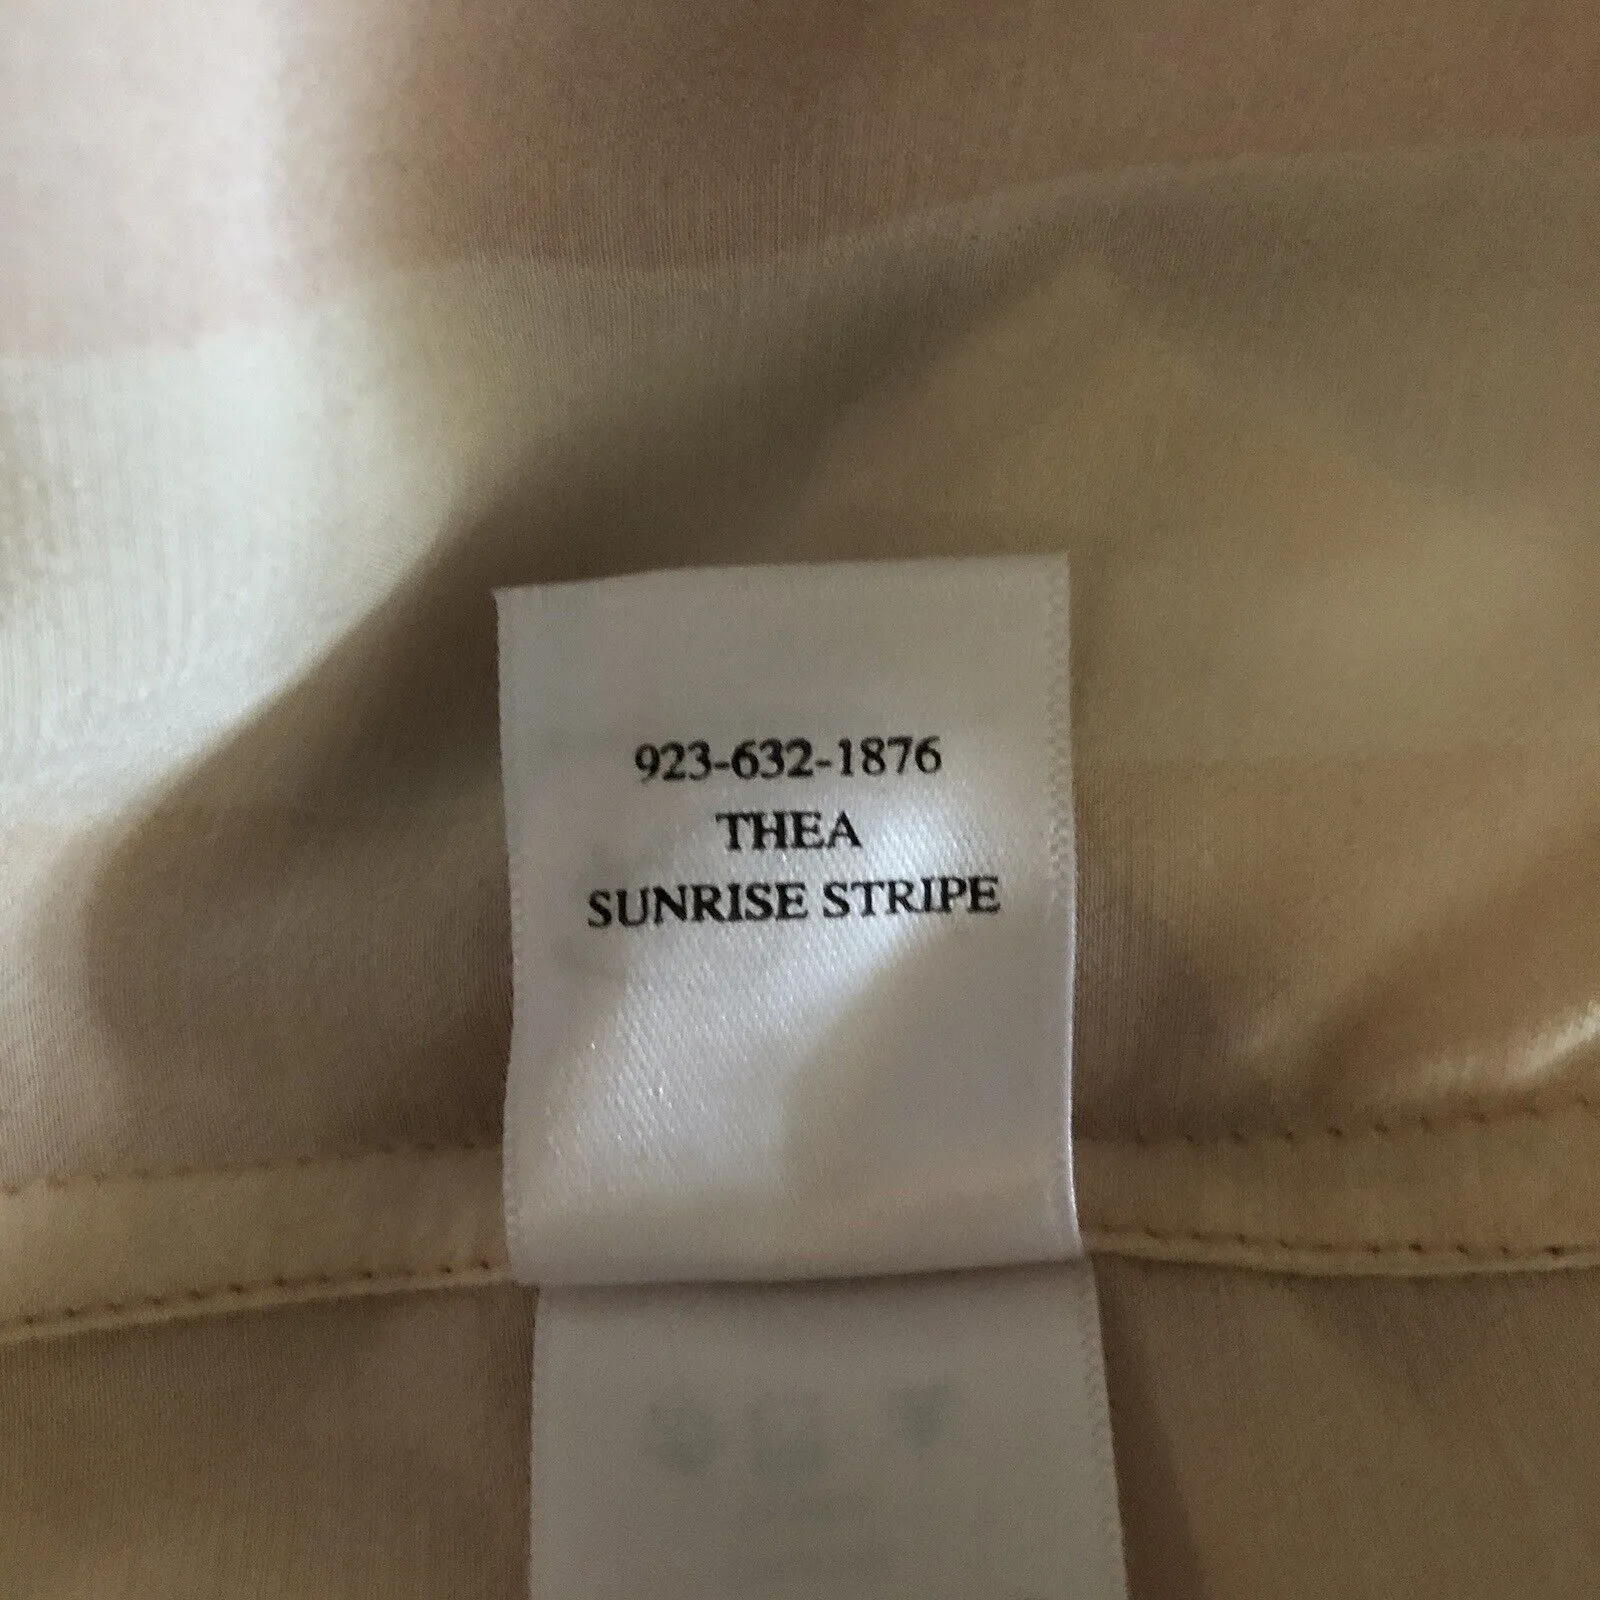 923-632-1876
THEA
SUNRISE STRIPE